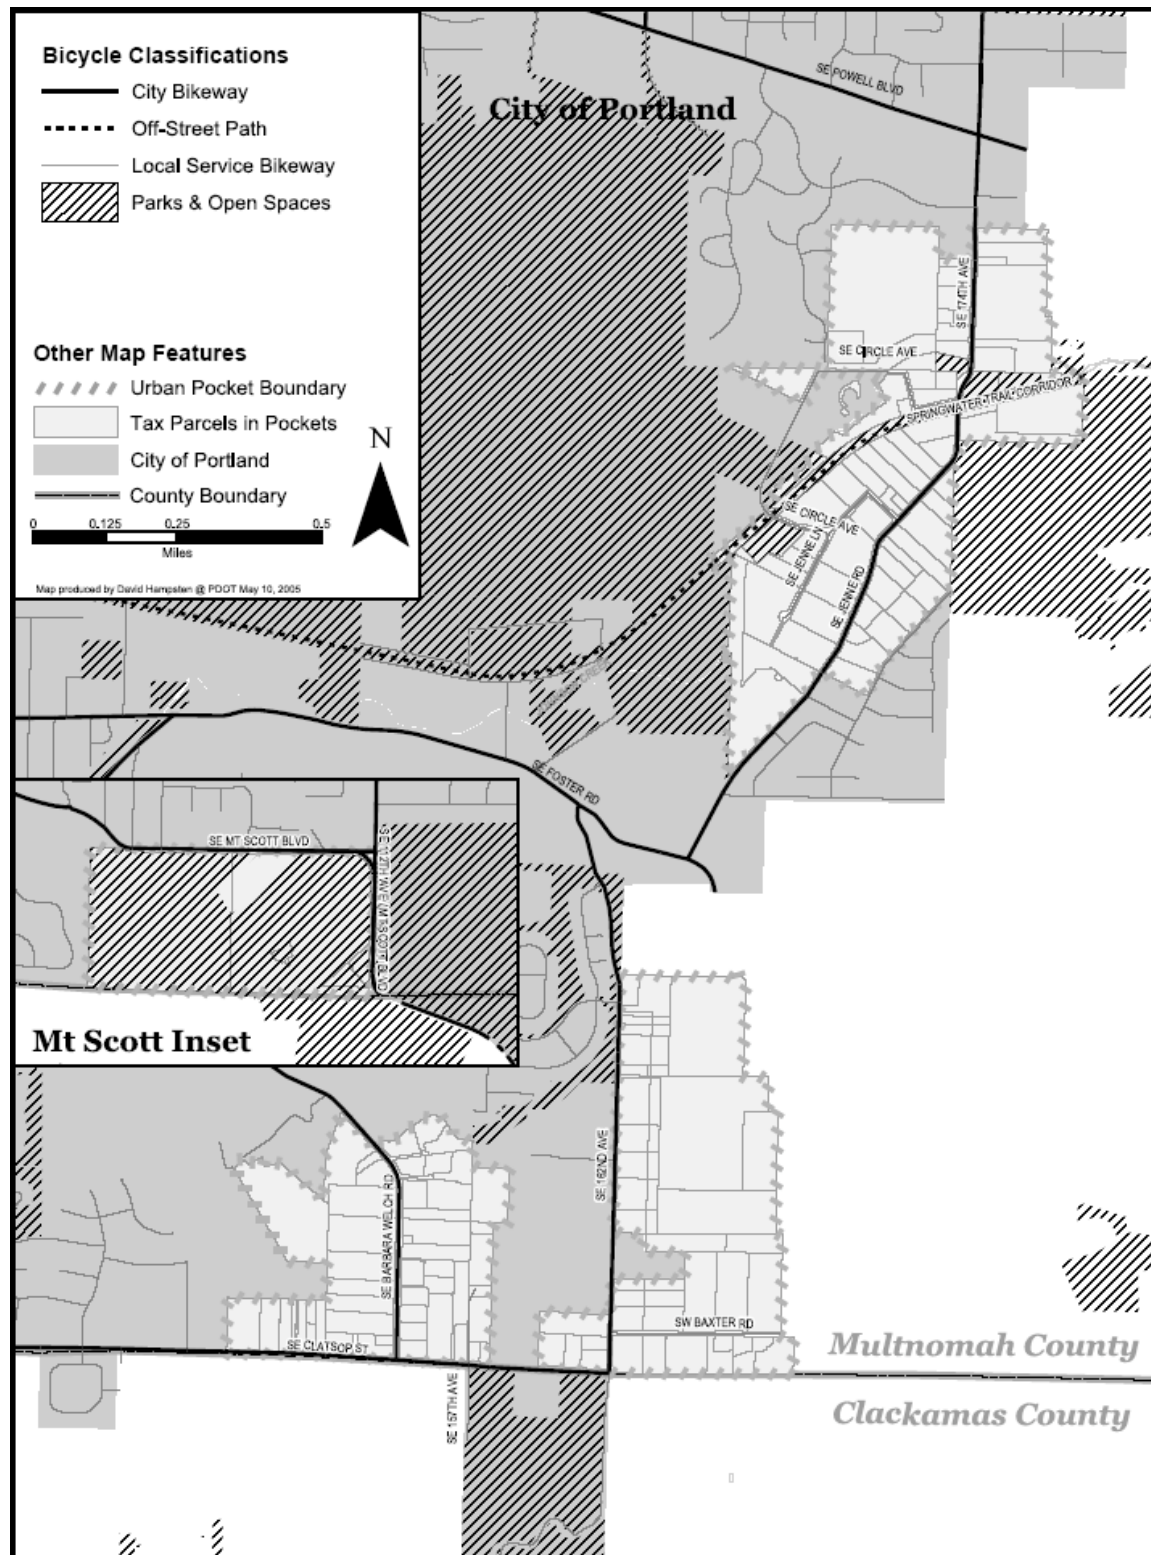 Bicycle Classifications
City Bikeway
Off-Street Path
Local Service Bikeway
Parks & Open Spaces
Other Map Features
Urban Pocket Boundary
Tax Parcels in Pockets
City of Portland
County Boundary
N
0 0.125 0.25 0.5
Miles
Map produced by David Hampsten @ PDOT May 10, 2005
SE POWELL BLVD
City of Portland
SE 174TH AVE
SE CIRCLE AVE
SPRINGWATER TRAIL CORRIDOR
SE CIRCLE AVE
SE JENNE LN
SE JENNE RD
SE FOSTER RD
SE MT SCOTT BLVD
SE 112TH AVE/MT SCOTT BLVD
Mt Scott Inset
SE 162ND AVE
SE BARBARA WELCH RD
SE CLATSOP ST
SW BAXTER RD
SE 157TH AVE
Multnomah County
Clackamas County